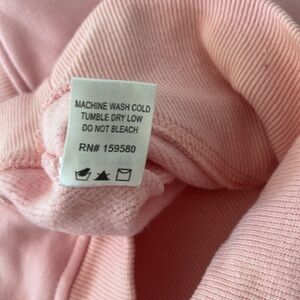 MACHINE WASH COLD
TUMBLE DRY LOW
DO NOT BLEACH
RN# 159580